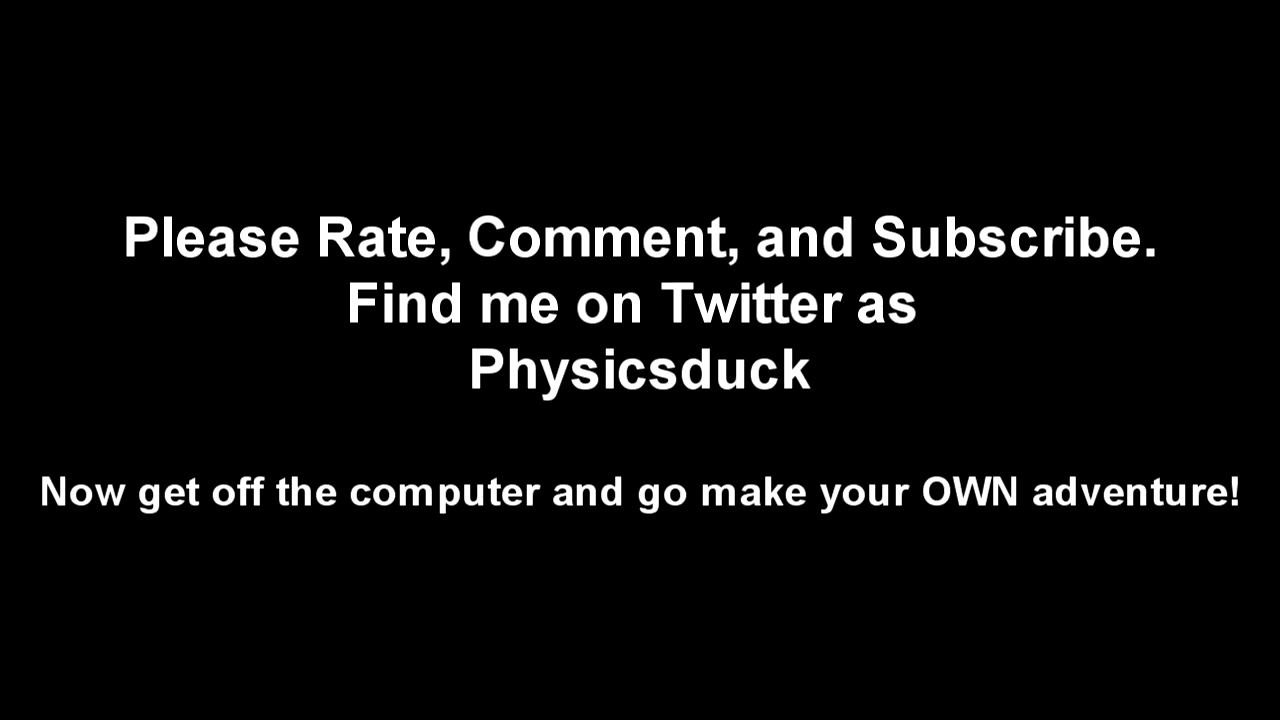 Please Rate, Comment, and Subscribe.
Find me on Twitter as
Physicsduck
Now get off the computer and go make your OWN adventure!